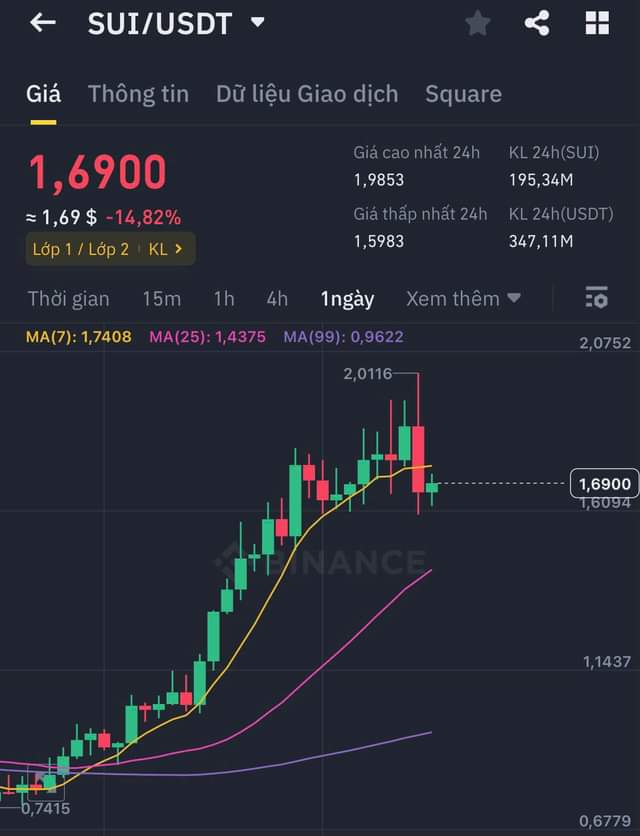 SUI/USDT
Giá Thông tin Dữ liệu Giao dịch Square
1,6900
≈ 1,69 $ -14,82%
Lớp 1 / Lớp 2 KL >
Giá cao nhất 24h KL 24h(SUI)
1,9853 195,34M
Giá thấp nhất 24h KL 24h(USDT)
1,5983 347,11M
Thời gian 15m 1h 4h 1ngày Xem thêm
MA(7): 1,7408 MA(25): 1,4375 MA(99): 0,9622
2,0752
2,0116
1,6900
1,6094
BINANCE
1,1437
0,7415
0,6779